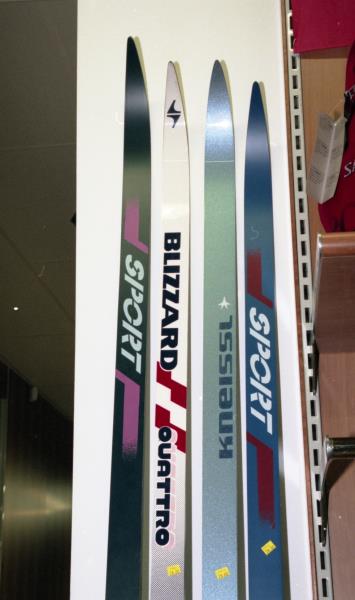 SPORT
BLIZZARD
QUATTRO
Kneissl
SPORT